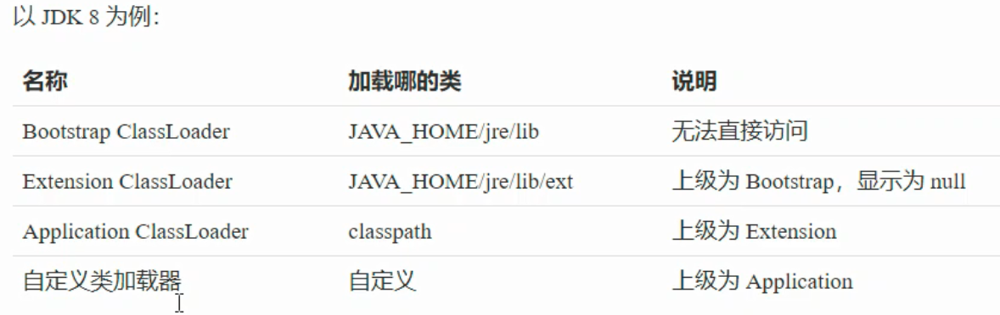 以 JDK 8 为例：
名称 加载哪的类 说明
Bootstrap ClassLoader JAVA_HOME/jre/lib 无法直接访问
Extension ClassLoader JAVA_HOME/jre/lib/ext 上级为 Bootstrap，显示为 null
Application ClassLoader classpath 上级为 Extension
自定义类加载器 自定义 上级为 Application